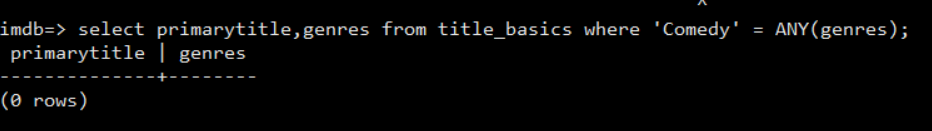 imdb=> select primarytitle,genres from title_basics where 'Comedy' = ANY(genres);
 primarytitle | genres
--------------+--------
(0 rows)